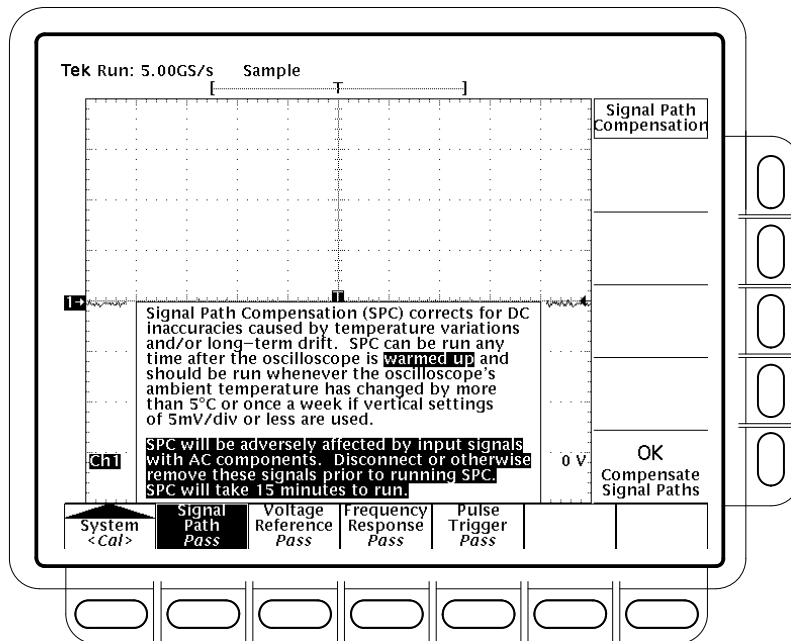 Tek Run: 5.00GS/s Sample
[ T ]
Signal Path
Compensation
T
1→
Signal Path Compensation (SPC) corrects for DC
inaccuracies caused by temperature variations
and/or long−term drift. SPC can be run any
time after the oscilloscope is warmed up and
should be run whenever the oscilloscope's
ambient temperature has changed by more
than 5°C or once a week if vertical settings
of 5mV/div or less are used.
SPC will be adversely affected by input signals
with AC components. Disconnect or otherwise
remove these signals prior to running SPC.
SPC will take 15 minutes to run.
Ch1
0 V
OK
Compensate
Signal Paths
System
<Cal>
Signal
Path
Pass
Voltage
Reference
Pass
Frequency
Response
Pass
Pulse
Trigger
Pass